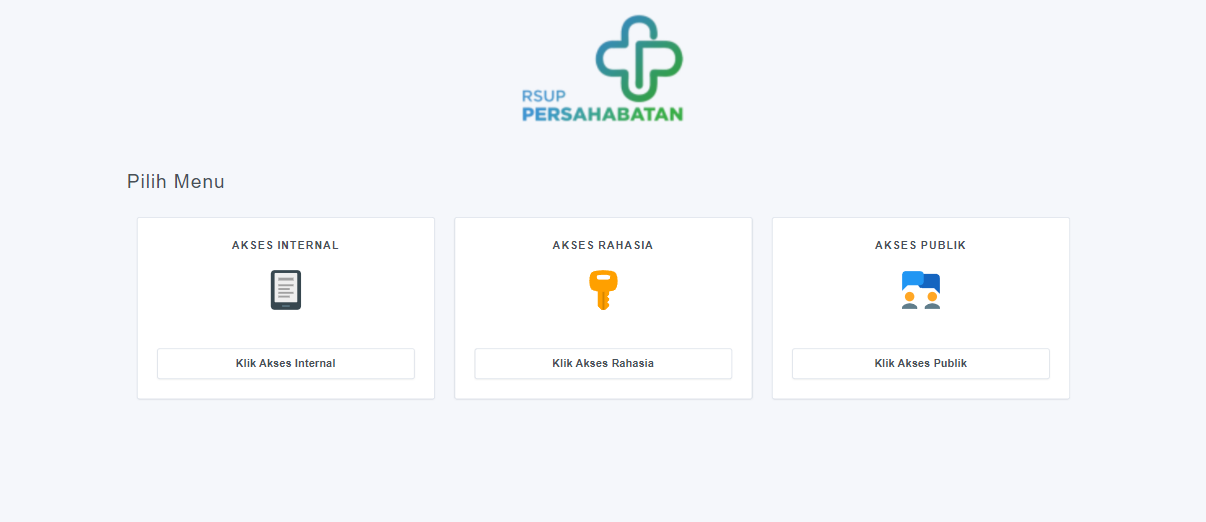 RSUP
PERSAHABATAN
Pilih Menu
AKSES INTERNAL
Klik Akses Internal
AKSES RAHASIA
Klik Akses Rahasia
AKSES PUBLIK
Klik Akses Publik